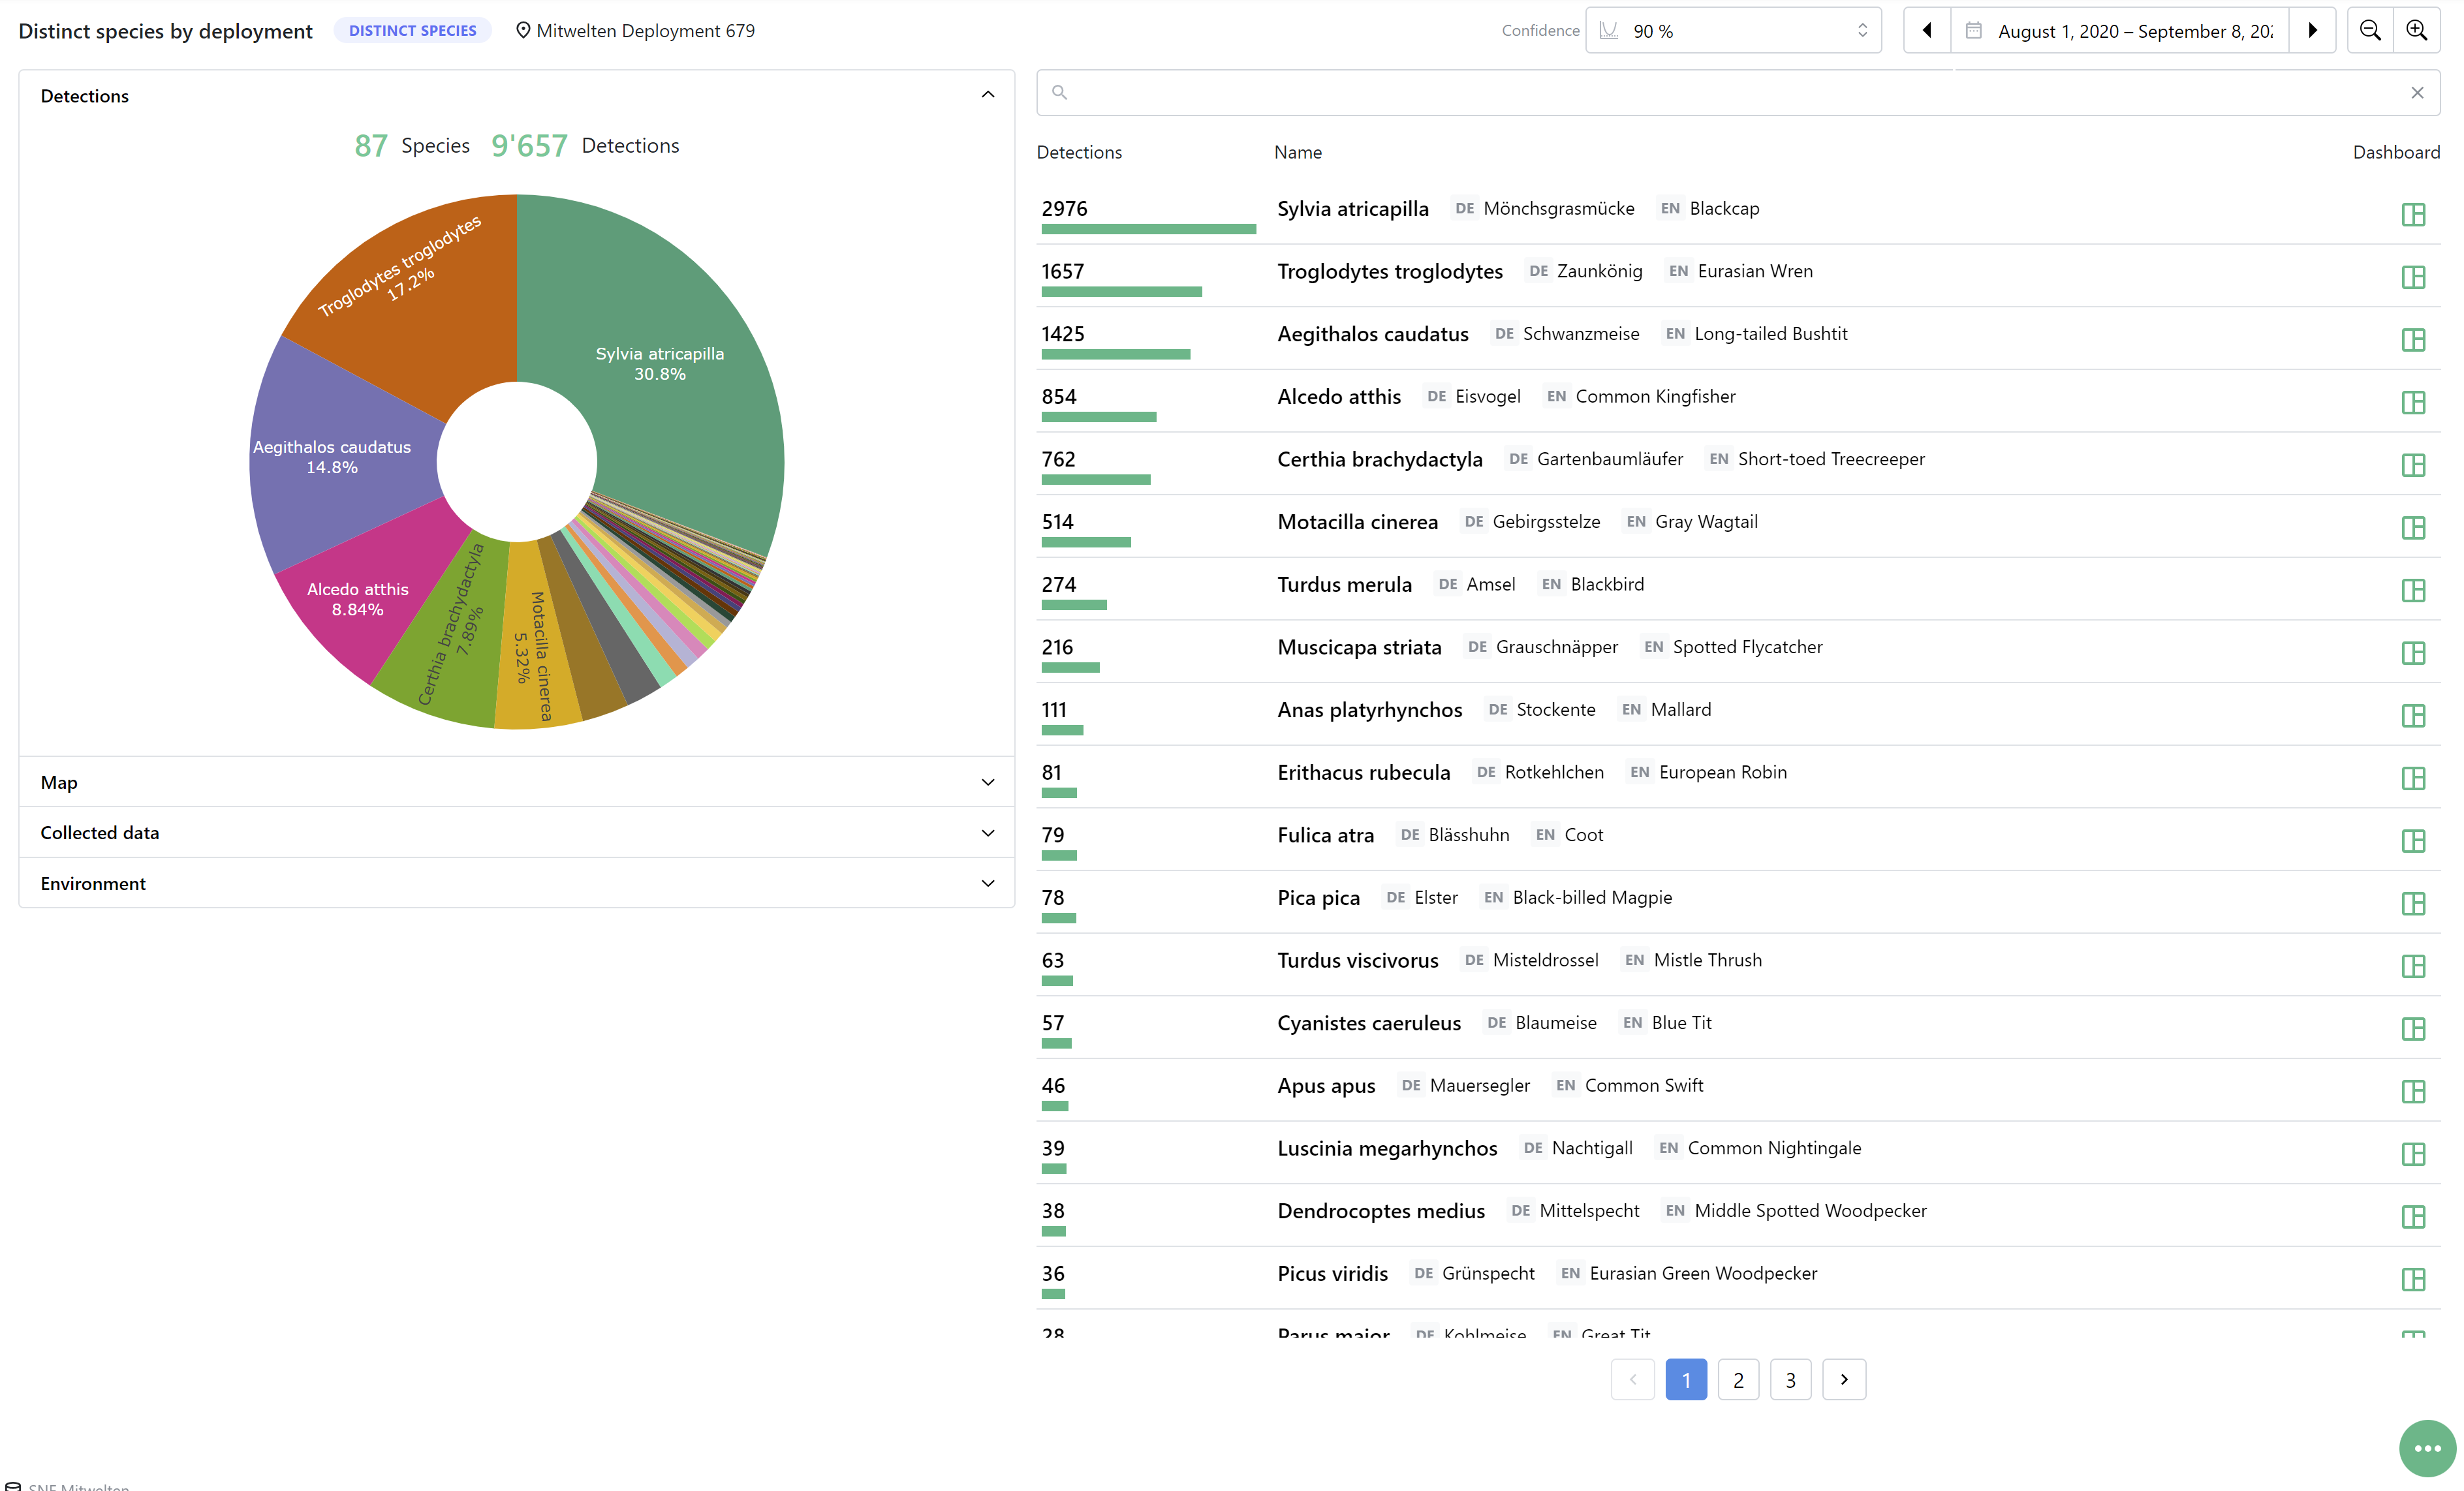 Distinct species by deployment DISTINCT SPECIES Mitwelten Deployment 679 Confidence 90 % August 1, 2020 – September 8, 202
Detections
87 Species 9'657 Detections
Troglodytes troglodytes
17.2%
Sylvia atricapilla
30.8%
Aegithalos caudatus
14.8%
Alcedo atthis
8.84%
Certhia brachydactyla
7.89%
Motacilla cinerea
5.32%
Map
Collected data
Environment
Detections Name Dashboard
2976 Sylvia atricapilla DE Mönchsgrasmücke EN Blackcap
1657 Troglodytes troglodytes DE Zaunkönig EN Eurasian Wren
1425 Aegithalos caudatus DE Schwanzmeise EN Long-tailed Bushtit
854 Alcedo atthis DE Eisvogel EN Common Kingfisher
762 Certhia brachydactyla DE Gartenbaumläufer EN Short-toed Treecreeper
514 Motacilla cinerea DE Gebirgsstelze EN Gray Wagtail
274 Turdus merula DE Amsel EN Blackbird
216 Muscicapa striata DE Grauschnäpper EN Spotted Flycatcher
111 Anas platyrhynchos DE Stockente EN Mallard
81 Erithacus rubecula DE Rotkehlchen EN European Robin
79 Fulica atra DE Blässhuhn EN Coot
78 Pica pica DE Elster EN Black-billed Magpie
63 Turdus viscivorus DE Misteldrossel EN Mistle Thrush
57 Cyanistes caeruleus DE Blaumeise EN Blue Tit
46 Apus apus DE Mauersegler EN Common Swift
39 Luscinia megarhynchos DE Nachtigall EN Common Nightingale
38 Dendrocoptes medius DE Mittelspecht EN Middle Spotted Woodpecker
36 Picus viridis DE Grünspecht EN Eurasian Green Woodpecker
28 Parus major DE Kohlmeise EN Great Tit
1 2 3
SNF Mitwelten